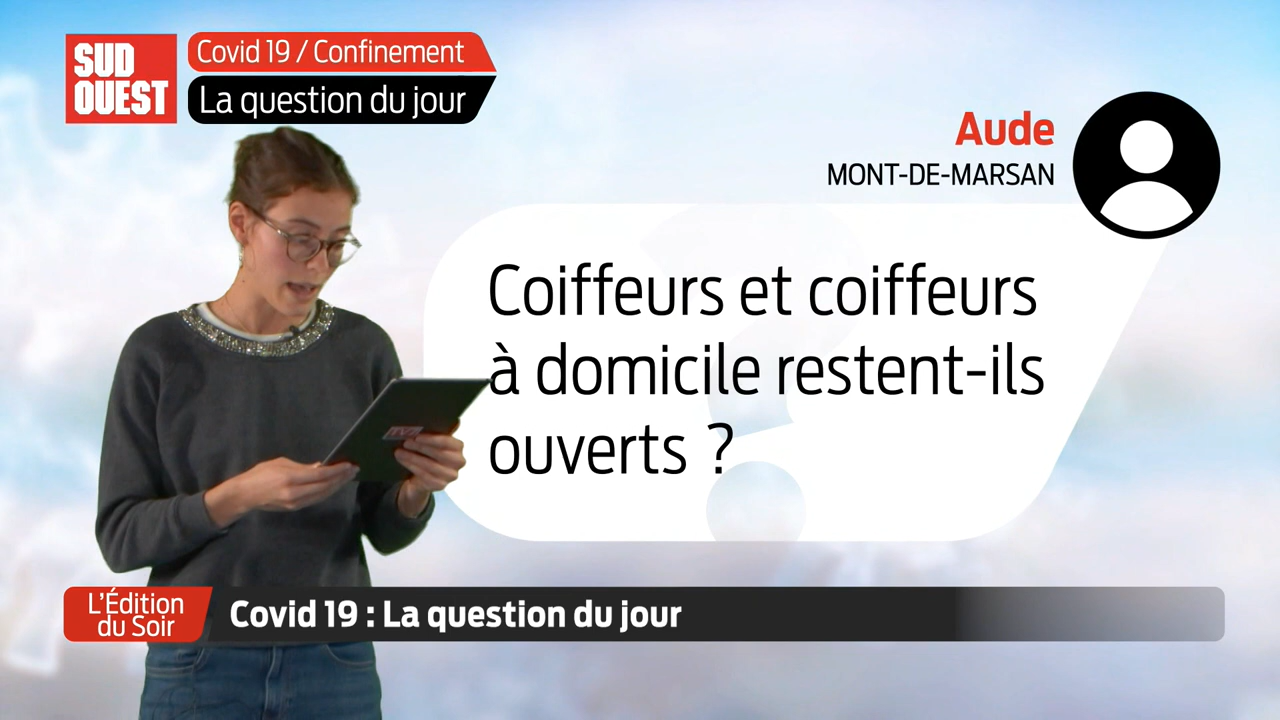 SUD
OUEST
Covid 19 / Confinement
La question du jour
Aude
MONT-DE-MARSAN
Coiffeurs et coiffeurs
à domicile restent-ils
ouverts ?
L'Édition
du Soir
Covid 19 : La question du jour